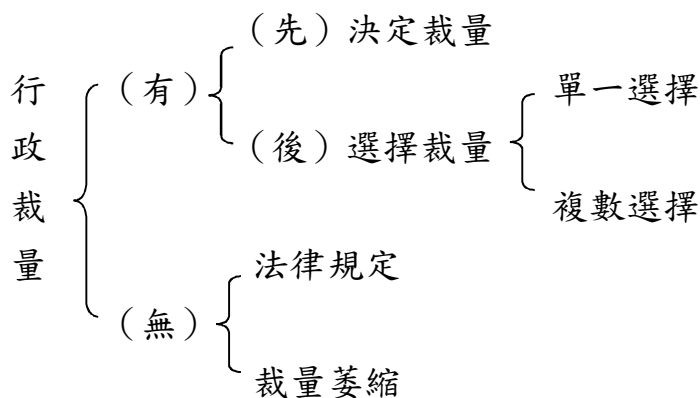 行政裁量
（有）
（先）決定裁量
（後）選擇裁量
單一選擇
複數選擇
（無）
法律規定
裁量萎縮